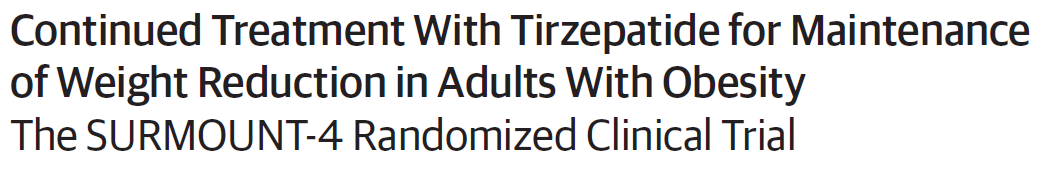 Continued Treatment With Tirzepatide for Maintenance
of Weight Reduction in Adults With Obesity
The SURMOUNT-4 Randomized Clinical Trial